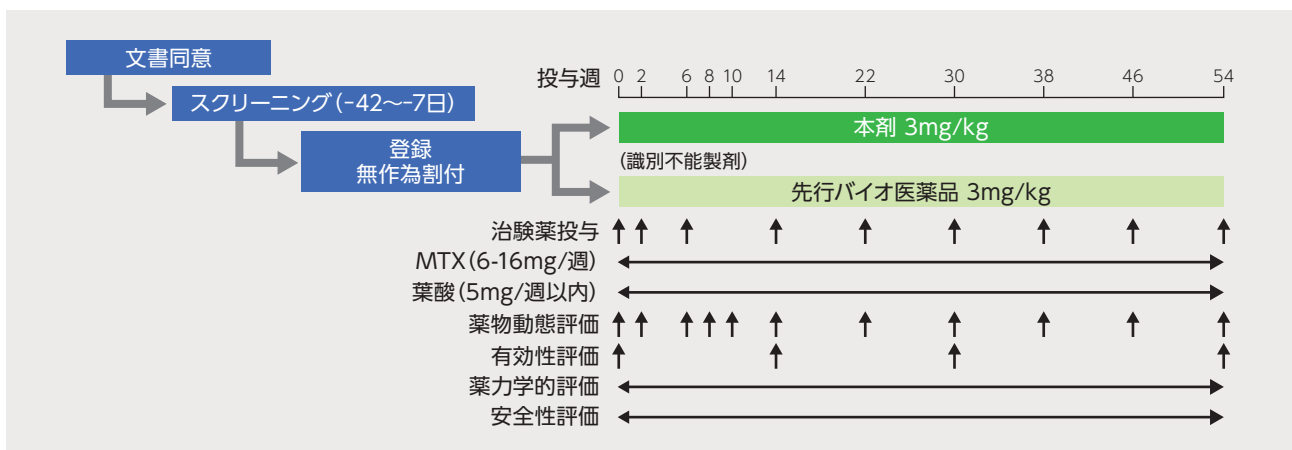 文書同意
スクリーニング(-42～-7日)
登録
無作為割付
投与週 0 2 6 8 10 14 22 30 38 46 54
本剤 3mg/kg
(識別不能製剤)
先行バイオ医薬品 3mg/kg
治験薬投与
MTX(6-16mg/週)
葉酸(5mg/週以内)
薬物動態評価
有効性評価
薬力学的評価
安全性評価